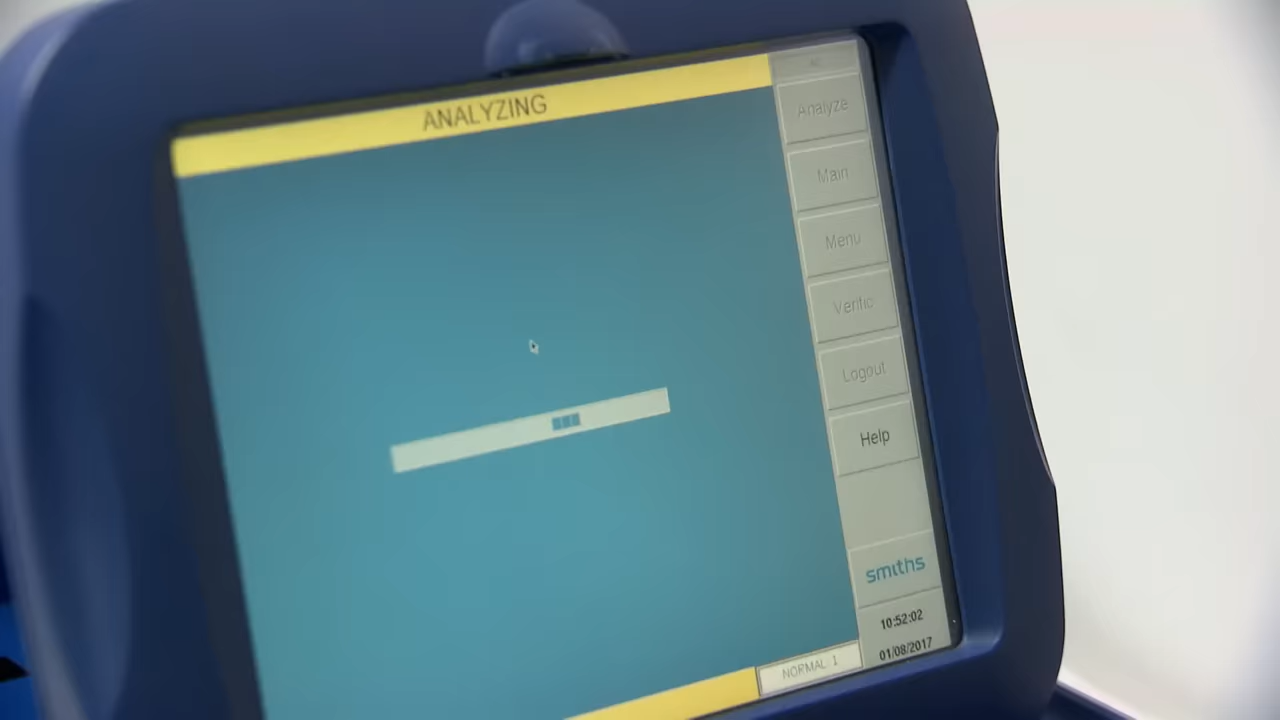 ANALYZING
Analyze
Main
Menu
Verific
Logout
Help
smiths
10:52:02
01/08/2017
NORMAL 1